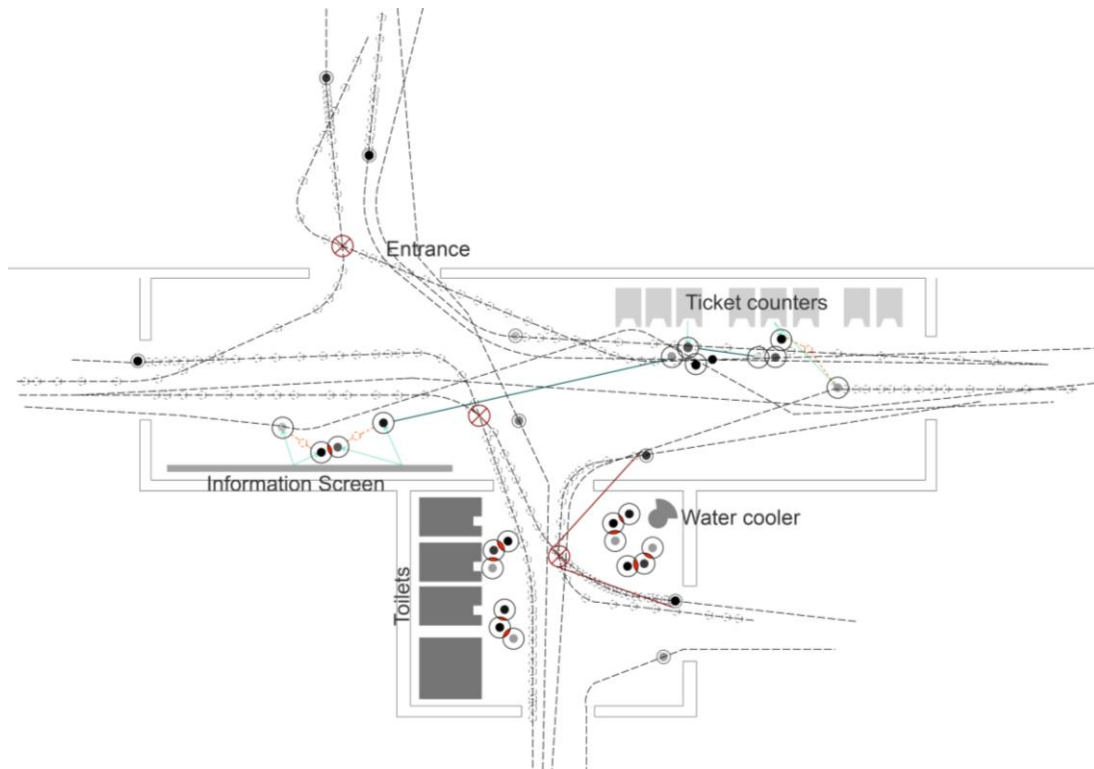 Entrance
Ticket counters
Information Screen
Water cooler
Toilets